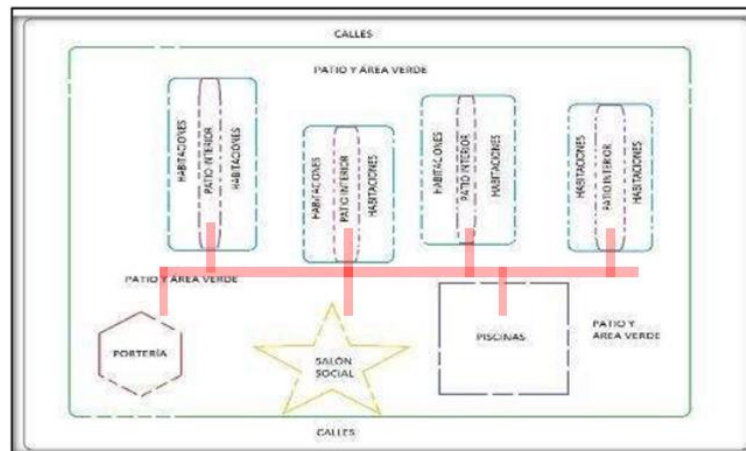 CALLES
PATIO Y ÁREA VERDE
HABITACIONES
PATIO INTERIOR
HABITACIONES
HABITACIONES
PATIO INTERIOR
HABITACIONES
HABITACIONES
PATIO INTERIOR
HABITACIONES
HABITACIONES
PATIO INTERIOR
HABITACIONES
PATIO Y ÁREA VERDE
PORTERÍA
SALÓN
SOCIAL
PISCINAS
PATIO Y
ÁREA VERDE
CALLES